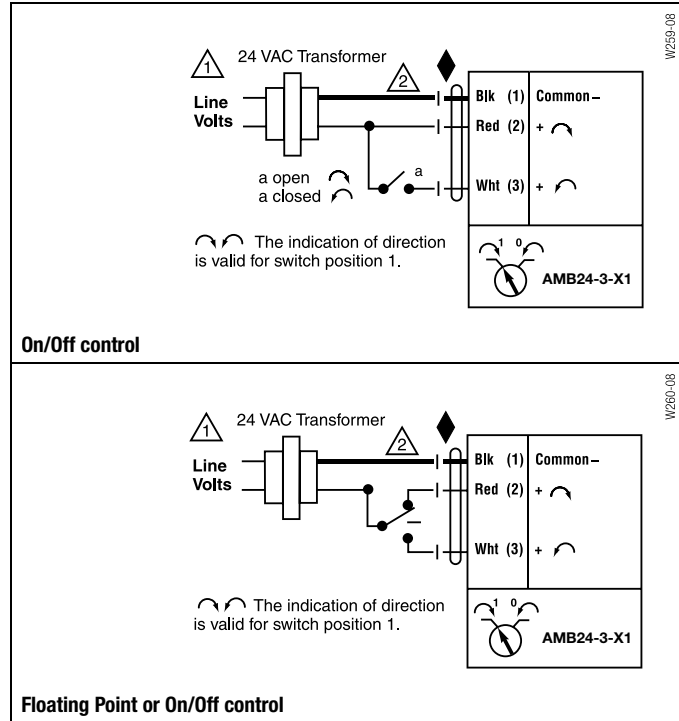 W259-08
1
24 VAC Transformer
2
Line
Volts
Blk (1) Common –
Red (2) +
a open
a closed
a
Wht (3) +
The indication of direction
is valid for switch position 1.
1 0
AMB24-3-X1
On/Off control
W260-08
1
24 VAC Transformer
2
Line
Volts
Blk (1) Common –
Red (2) +
Wht (3) +
The indication of direction
is valid for switch position 1.
1 0
AMB24-3-X1
Floating Point or On/Off control